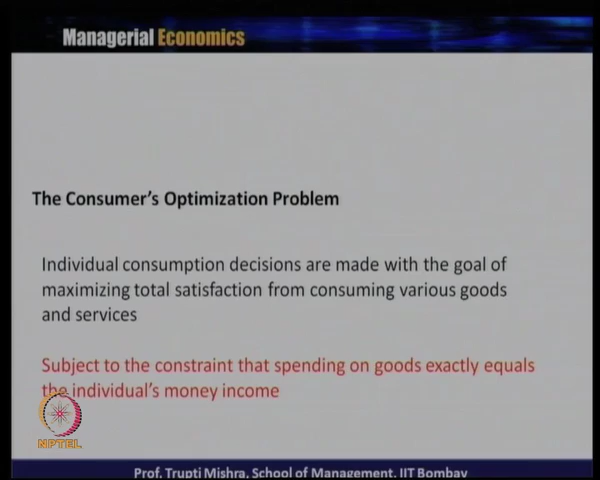 Managerial Economics
The Consumer's Optimization Problem
Individual consumption decisions are made with the goal of
maximizing total satisfaction from consuming various goods
and services
Subject to the constraint that spending on goods exactly equals
the individual's money income
NPTEL
Prof. Trupti Mishra, School of Management, IIT Bombay